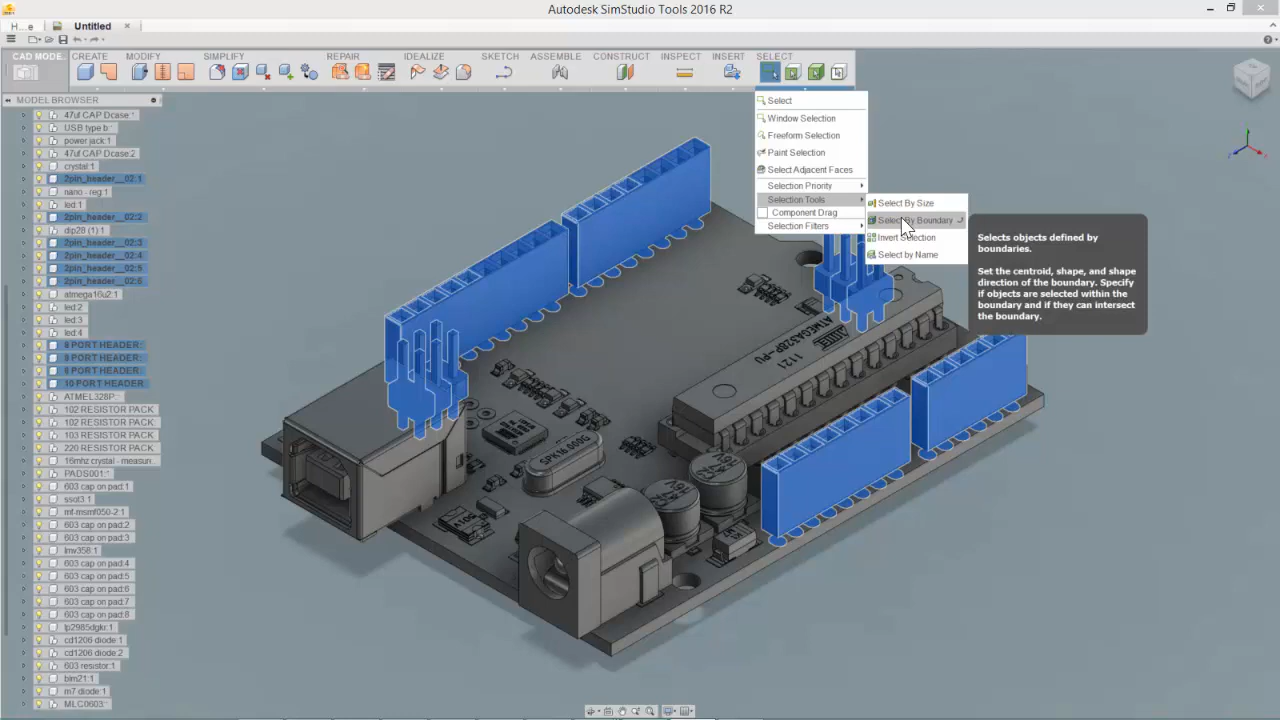 Autodesk SimStudio Tools 2016 R2
H...e
Untitled
CAD MODEL
CREATE
MODIFY
SIMPLIFY
REPAIR
IDEALIZE
SKETCH
ASSEMBLE
CONSTRUCT
INSPECT
INSERT
SELECT
MODEL BROWSER
47uf CAP Dcase:1
USB type b:
power jack:1
47uf CAP Dcase:2
crystal:1
2pin_header__02:1
nano - reg:1
led:1
2pin_header__02:2
dip28 (1):1
2pin_header__02:3
2pin_header__02:4
2pin_header__02:5
2pin_header__02:6
atmega16u2:1
led:2
led:3
led:4
8 PORT HEADER:
8 PORT HEADER:
6 PORT HEADER:
10 PORT HEADER
ATMEL328P:
102 RESISTOR PACK
102 RESISTOR PACK
103 RESISTOR PACK
220 RESISTOR PACK
16mhz crystal - measun...
PADS001:
603 cap on pad:1
ssot3:1
mf-msmf050-2:1
603 cap on pad:2
603 cap on pad:3
lmv358:1
603 cap on pad:4
603 cap on pad:5
603 cap on pad:6
603 cap on pad:7
603 cap on pad:8
lp2985dgkr:1
cd1206 diode:1
cd1206 diode:2
603 resistor:1
blm21:1
m7 diode:1
MLC0603:
Select
Window Selection
Freeform Selection
Paint Selection
Select Adjacent Faces
Selection Priority
Selection Tools
Component Drag
Selection Filters
Select By Size
Select By Boundary
Invert Selection
Select by Name
Selects objects defined by
boundaries.
Set the centroid, shape, and shape
direction of the boundary. Specify
if objects are selected within the
boundary and if they can intersect
the boundary.
ATMEGA328P-PU
1121